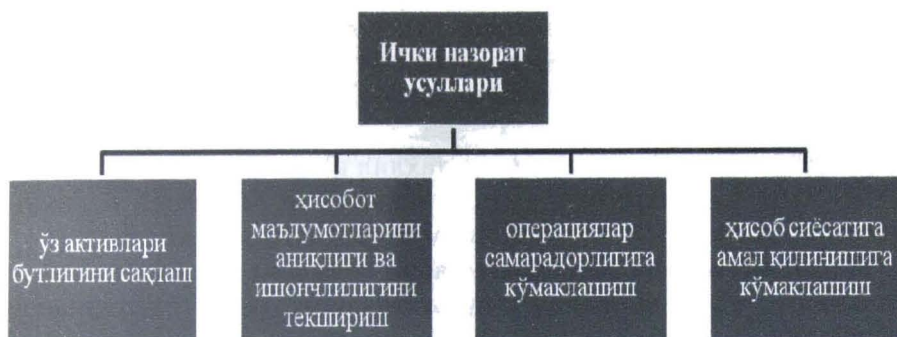 Ички назорат
усуллари
ўз активлари
бутлигини сақлаш
ҳисобот
маълумотларини
аниқлиги ва
ишончлилигини
текшириш
операциялар
самарадорлигига
кўмаклашиш
ҳисоб сиёсатига
амал қилинишига
кўмаклашиш